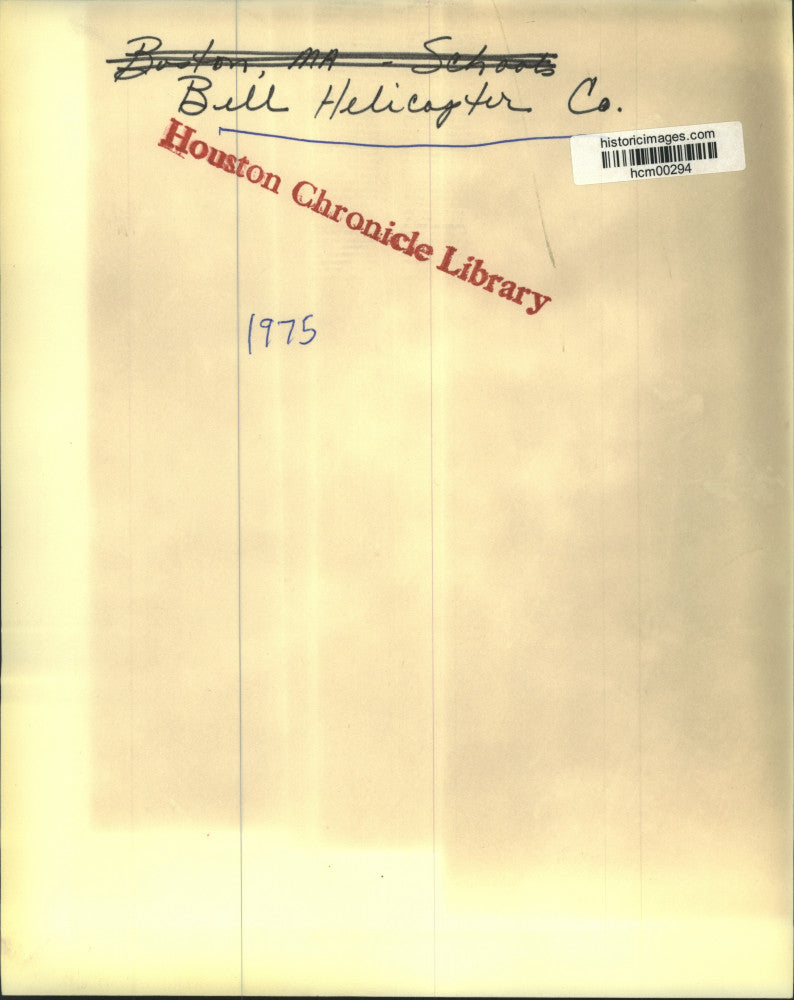 Boston, MA - Schools
Bell Helicopter Co.
historicimages.com
hcm00294
Houston Chronicle Library
1975